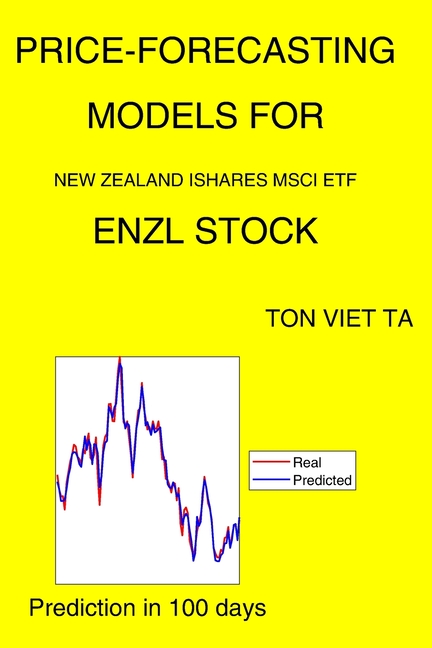 PRICE-FORECASTING
MODELS FOR
NEW ZEALAND ISHARES MSCI ETF
ENZL STOCK
TON VIET TA
Real
Predicted
Prediction in 100 days